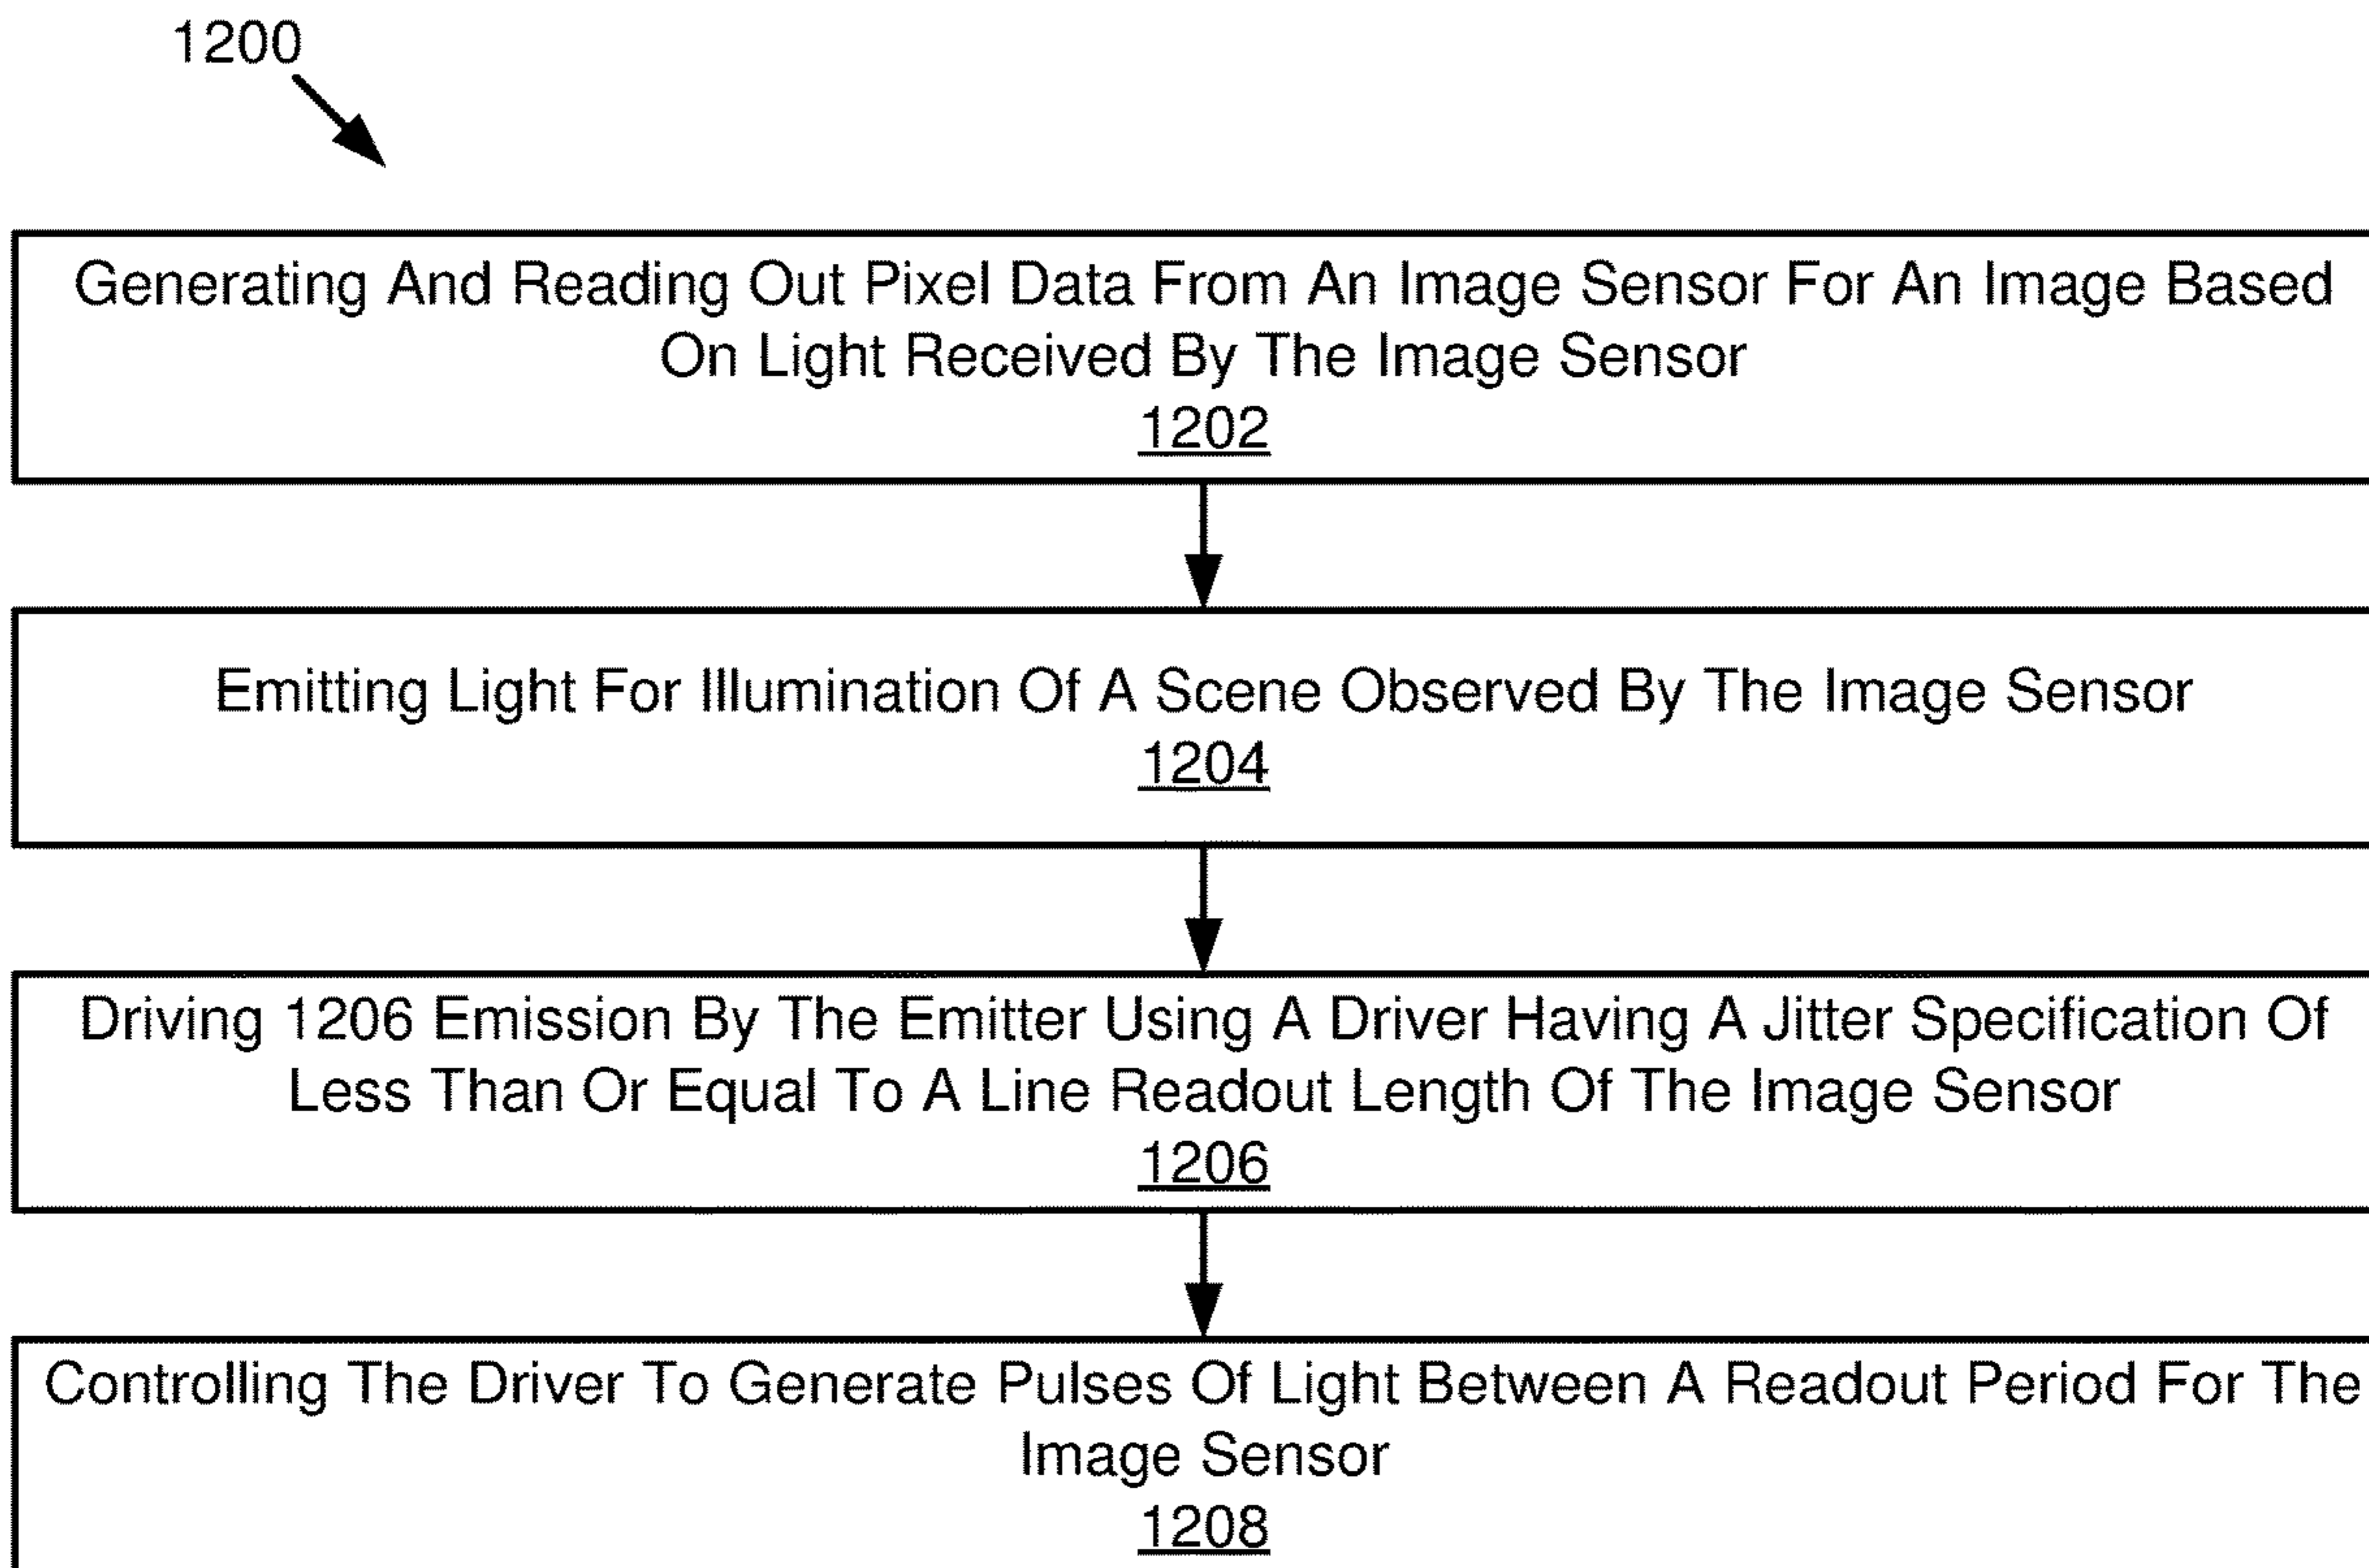 1200
Generating And Reading Out Pixel Data From An Image Sensor For An Image Based
On Light Received By The Image Sensor
1202
Emitting Light For Illumination Of A Scene Observed By The Image Sensor
1204
Driving 1206 Emission By The Emitter Using A Driver Having A Jitter Specification Of
Less Than Or Equal To A Line Readout Length Of The Image Sensor
1206
Controlling The Driver To Generate Pulses Of Light Between A Readout Period For The
Image Sensor
1208